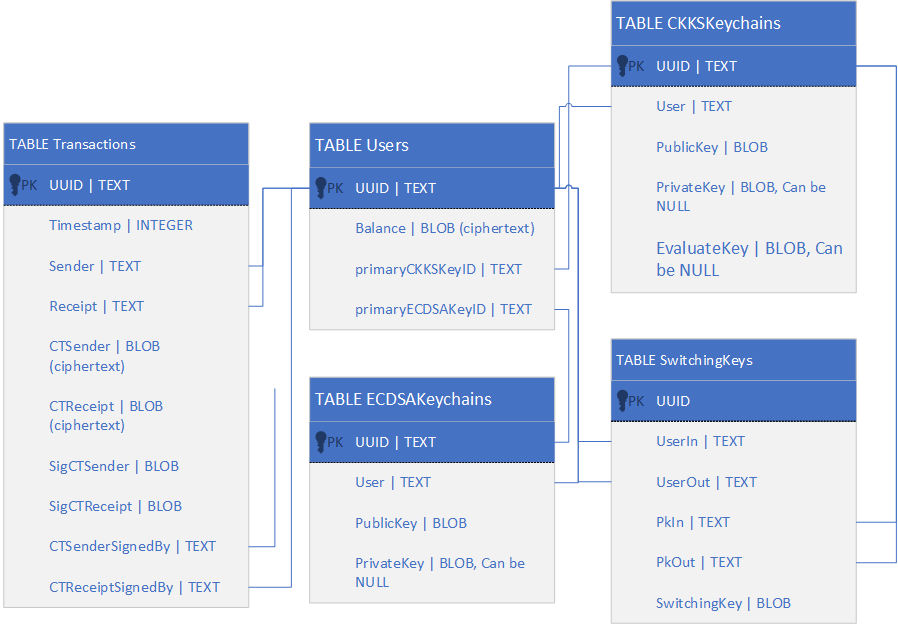 TABLE Transactions
PK UUID | TEXT
Timestamp | INTEGER
Sender | TEXT
Receipt | TEXT
CTSender | BLOB
(ciphertext)
CTReceipt | BLOB
(ciphertext)
SigCTSender | BLOB
SigCTReceipt | BLOB
CTSenderSignedBy | TEXT
CTReceiptSignedBy | TEXT
TABLE Users
PK UUID | TEXT
Balance | BLOB (ciphertext)
primaryCKKSKeyID | TEXT
primaryECDSAKeyID | TEXT
TABLE ECDSAKeychains
PK UUID | TEXT
User | TEXT
PublicKey | BLOB
PrivateKey | BLOB, Can be
NULL
TABLE CKKSKeychains
PK UUID | TEXT
User | TEXT
PublicKey | BLOB
PrivateKey | BLOB, Can be
NULL
EvaluateKey | BLOB, Can
be NULL
TABLE SwitchingKeys
PK UUID
UserIn | TEXT
UserOut | TEXT
PkIn | TEXT
PkOut | TEXT
SwitchingKey | BLOB